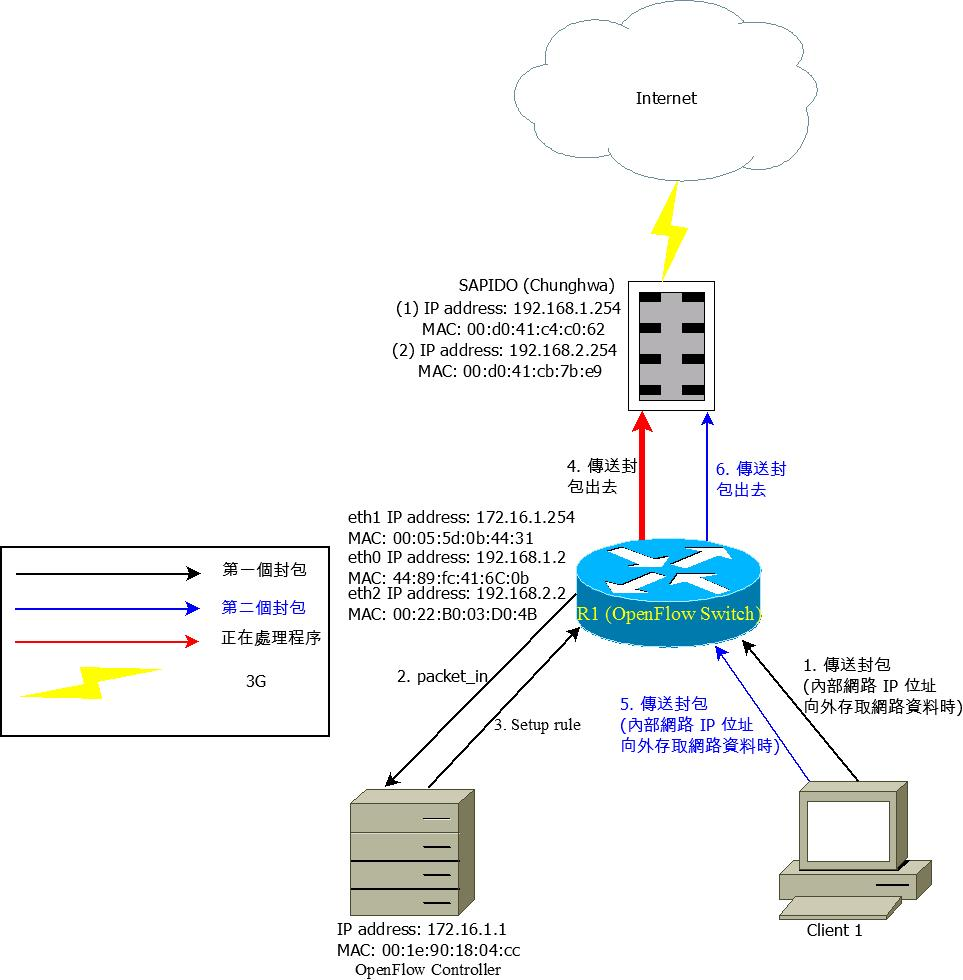 Internet
SAPIDO (Chunghwa)
(1) IP address: 192.168.1.254
MAC: 00:d0:41:c4:c0:62
(2) IP address: 192.168.2.254
MAC: 00:d0:41:cb:7b:e9
4. 傳送封
包出去
6. 傳送封
包出去
eth1 IP address: 172.16.1.254
MAC: 00:05:5d:0b:44:31
eth0 IP address: 192.168.1.2
MAC: 44:89:fc:41:6C:0b
eth2 IP address: 192.168.2.2
MAC: 00:22:B0:03:D0:4B
R1 (OpenFlow Switch)
第一個封包
第二個封包
正在處理程序
3G
2. packet_in
3. Setup rule
1. 傳送封包
(內部網路 IP 位址
向外存取網路資料時)
5. 傳送封包
(內部網路 IP 位址
向外存取網路資料時)
IP address: 172.16.1.1
MAC: 00:1e:90:18:04:cc
OpenFlow Controller
Client 1